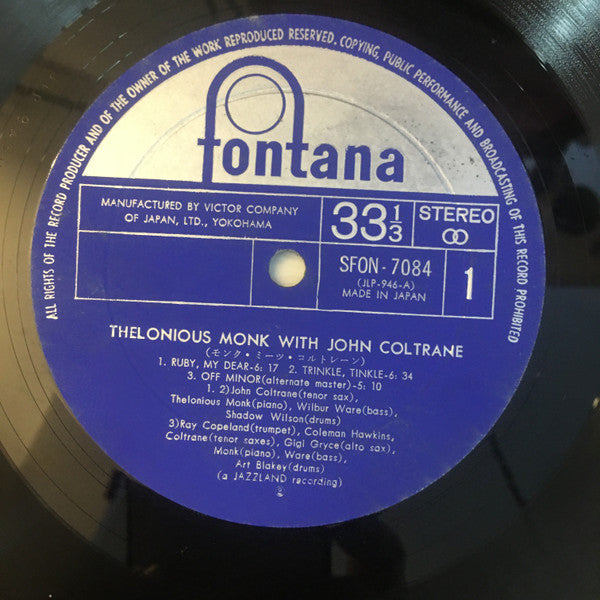 ALL RIGHTS OF THE RECORD PRODUCER AND OF THE OWNER OF THE WORK REPRODUCED RESERVED. COPYING, PUBLIC PERFORMANCE AND BROADCASTING OF THIS RECORD PROHIBITED
fontana
MANUFACTURED BY VICTOR COMPANY
OF JAPAN, LTD., YOKOHAMA
33 1/3
STEREO
SFON-7084
(JLP-946-A)
MADE IN JAPAN
1
THELONIOUS MONK WITH JOHN COLTRANE
(モンク・ミーツ・コルトレーン)
1. RUBY, MY DEAR-6: 17 2. TRINKLE, TINKLE-6: 34
3. OFF MINOR(alternate master)-5: 10
1. 2)John Coltrane(tenor sax),
Thelonious Monk(piano), Wilbur Ware(bass),
Shadow Wilson(drums)
3)Ray Copeland(trumpet), Coleman Hawkins,
Coltrane(tenor saxes), Gigi Gryce(alto sax),
Monk(piano), Ware(bass),
Art Blakey(drums)
(a JAZZLAND recording)